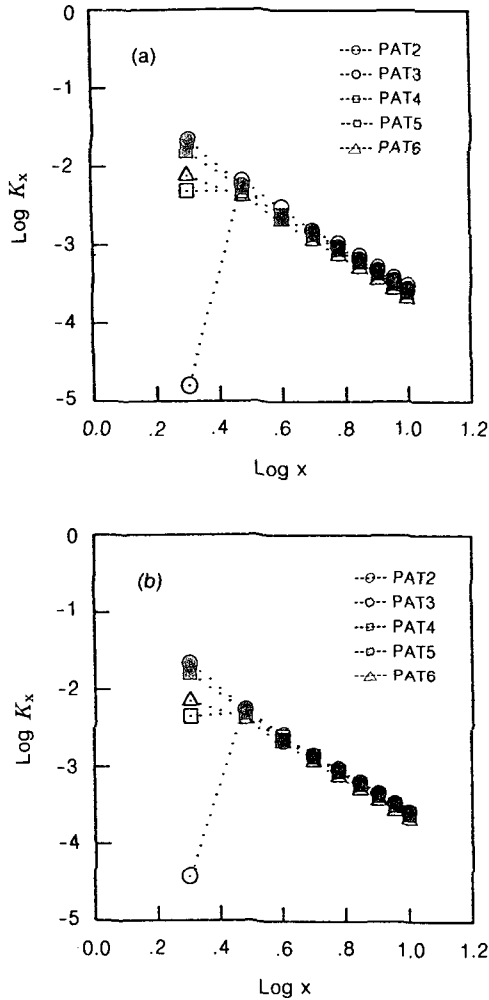 0
-1
-2
-3
-4
-5
Log Kx
(a)
PAT2
PAT3
PAT4
PAT5
PAT6
0.0 .2 .4 .6 .8 1.0 1.2
Log x
0
-1
-2
-3
-4
-5
Log Kx
(b)
PAT2
PAT3
PAT4
PAT5
PAT6
0.0 .2 .4 .6 .8 1.0 1.2
Log x